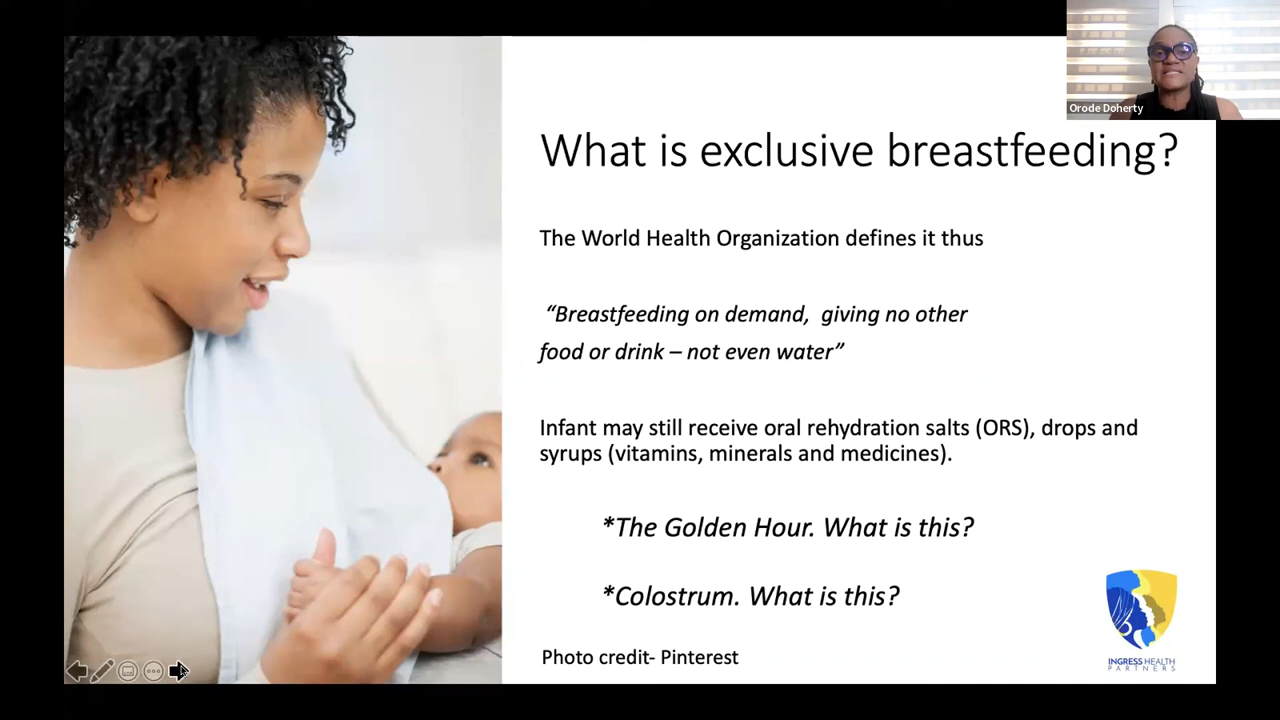 Orode Doherty
What is exclusive breastfeeding?
The World Health Organization defines it thus
“Breastfeeding on demand, giving no other
food or drink – not even water”
Infant may still receive oral rehydration salts (ORS), drops and
syrups (vitamins, minerals and medicines).
*The Golden Hour. What is this?
*Colostrum. What is this?
Photo credit- Pinterest
INGRESS HEALTH
PARTNERS